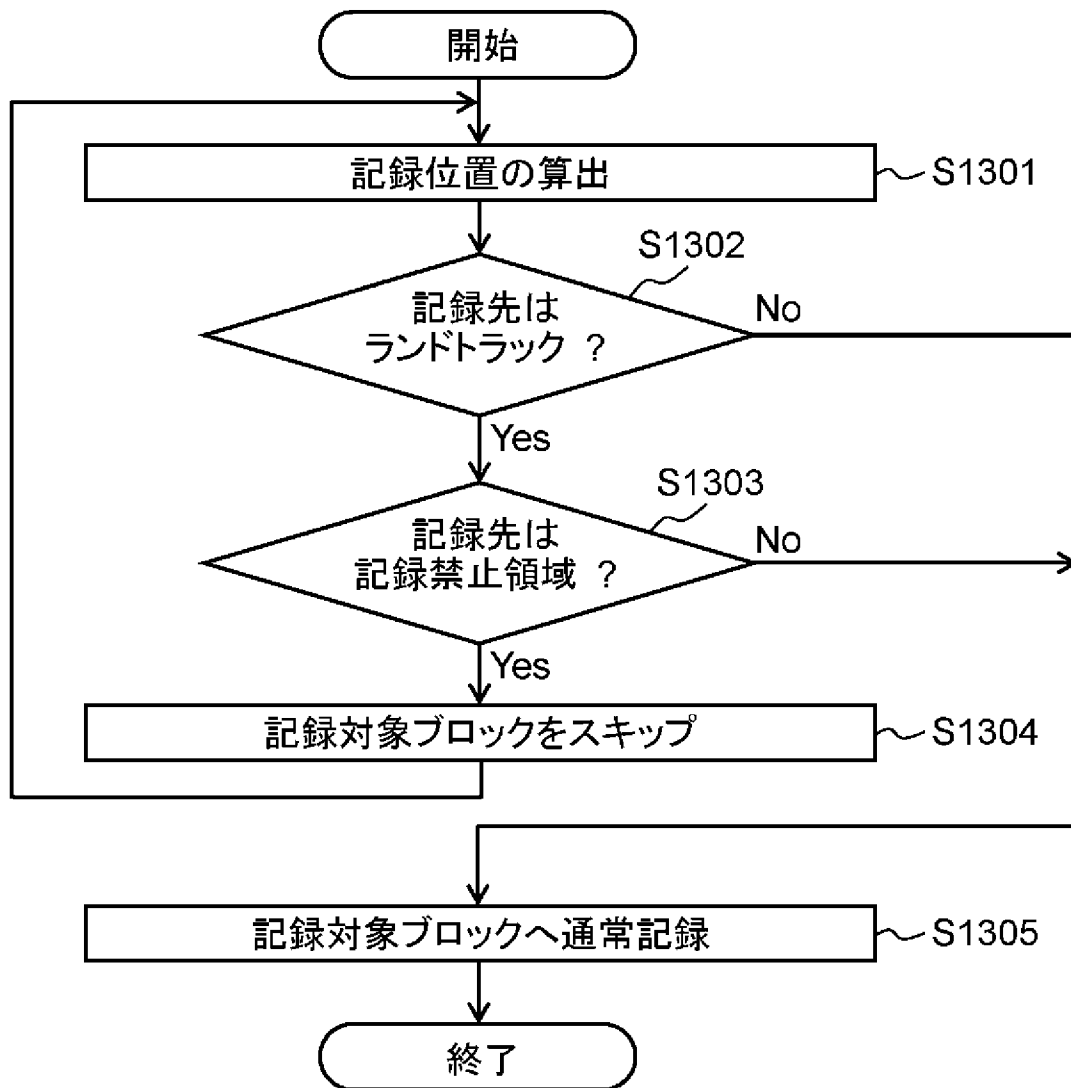 開始
記録位置の算出
S1301
S1302
記録先は
ランドトラック ?
No
Yes
S1303
記録先は
記録禁止領域 ?
No
Yes
記録対象ブロックをスキップ
S1304
記録対象ブロックへ通常記録
S1305
終了